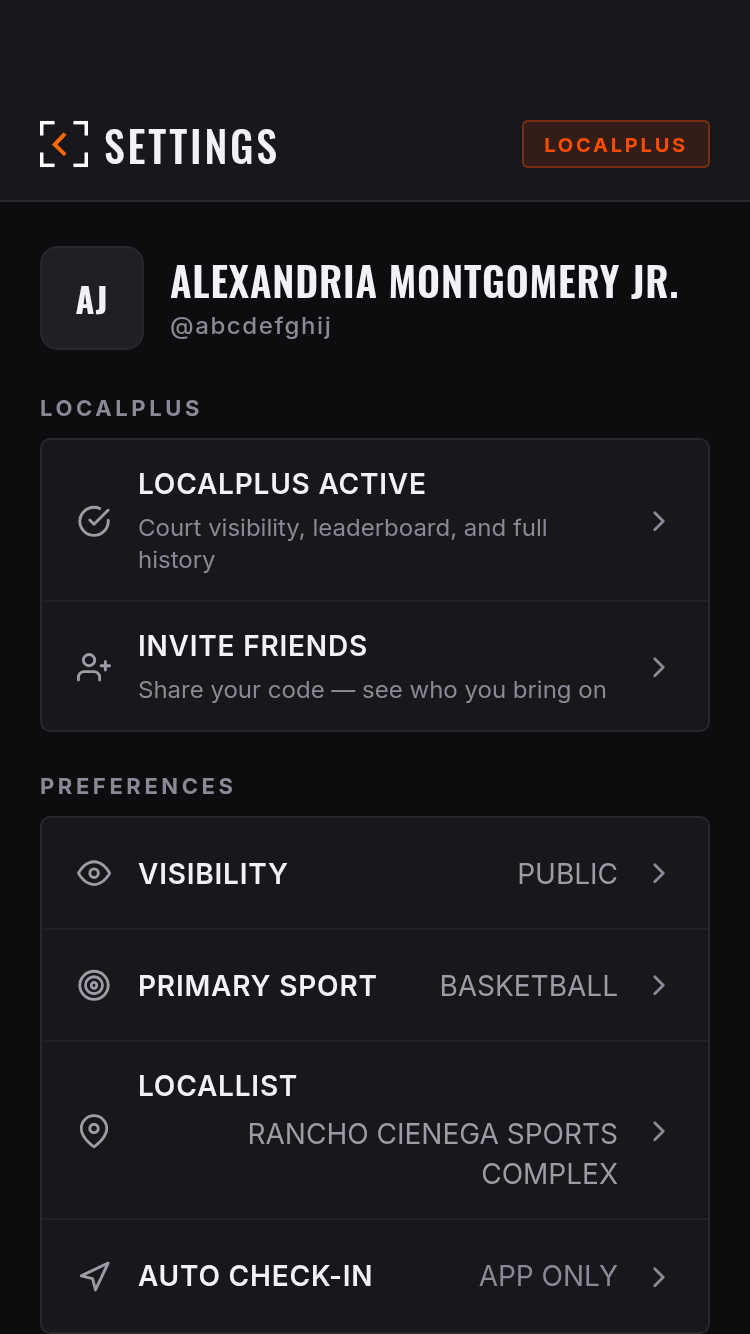 SETTINGS
LOCALPLUS
AJ
ALEXANDRIA MONTGOMERY JR.
@abcdefghij
LOCALPLUS
LOCALPLUS ACTIVE
Court visibility, leaderboard, and full
history
INVITE FRIENDS
Share your code — see who you bring on
PREFERENCES
VISIBILITY PUBLIC
PRIMARY SPORT BASKETBALL
LOCALLIST
RANCHO CIENEGA SPORTS
COMPLEX
AUTO CHECK-IN APP ONLY